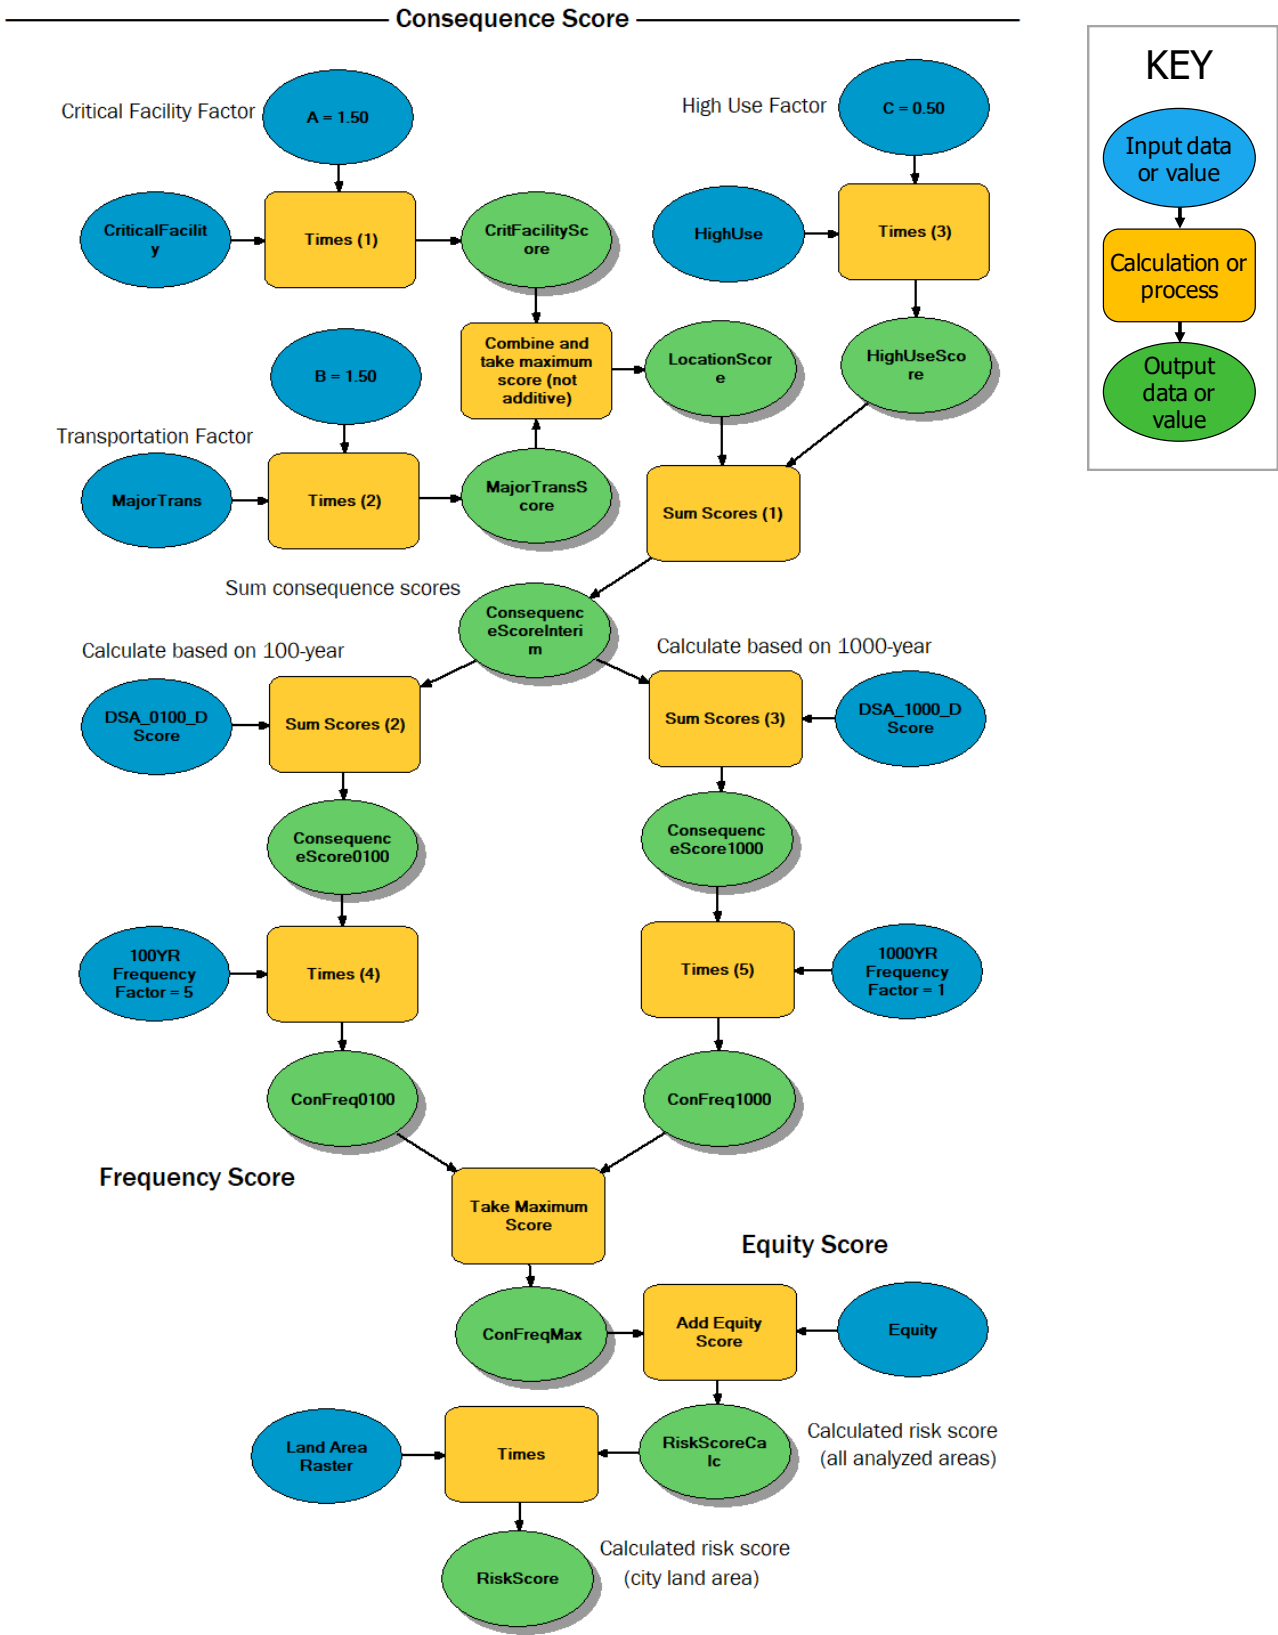 Consequence Score
KEY
Input data
or value
Calculation or
process
Output
data or
value
Critical Facility Factor
A = 1.50
High Use Factor
C = 0.50
CriticalFacilit
y
Times (1)
CritFacilitySc
ore
HighUse
Times (3)
B = 1.50
Combine and
take maximum
score (not
additive)
LocationScor
e
HighUseSco
re
Transportation Factor
MajorTrans
Times (2)
MajorTransS
core
Sum Scores (1)
Sum consequence scores
Consequenc
eScoreInteri
m
Calculate based on 100-year
Calculate based on 1000-year
DSA_0100_D
Score
Sum Scores (2)
Sum Scores (3)
DSA_1000_D
Score
Consequenc
eScore0100
Consequenc
eScore1000
100YR
Frequency
Factor = 5
Times (4)
Times (5)
1000YR
Frequency
Factor = 1
ConFreq0100
ConFreq1000
Frequency Score
Take Maximum
Score
Equity Score
ConFreqMax
Add Equity
Score
Equity
Land Area
Raster
Times
RiskScoreCa
lc
Calculated risk score
(all analyzed areas)
RiskScore
Calculated risk score
(city land area)